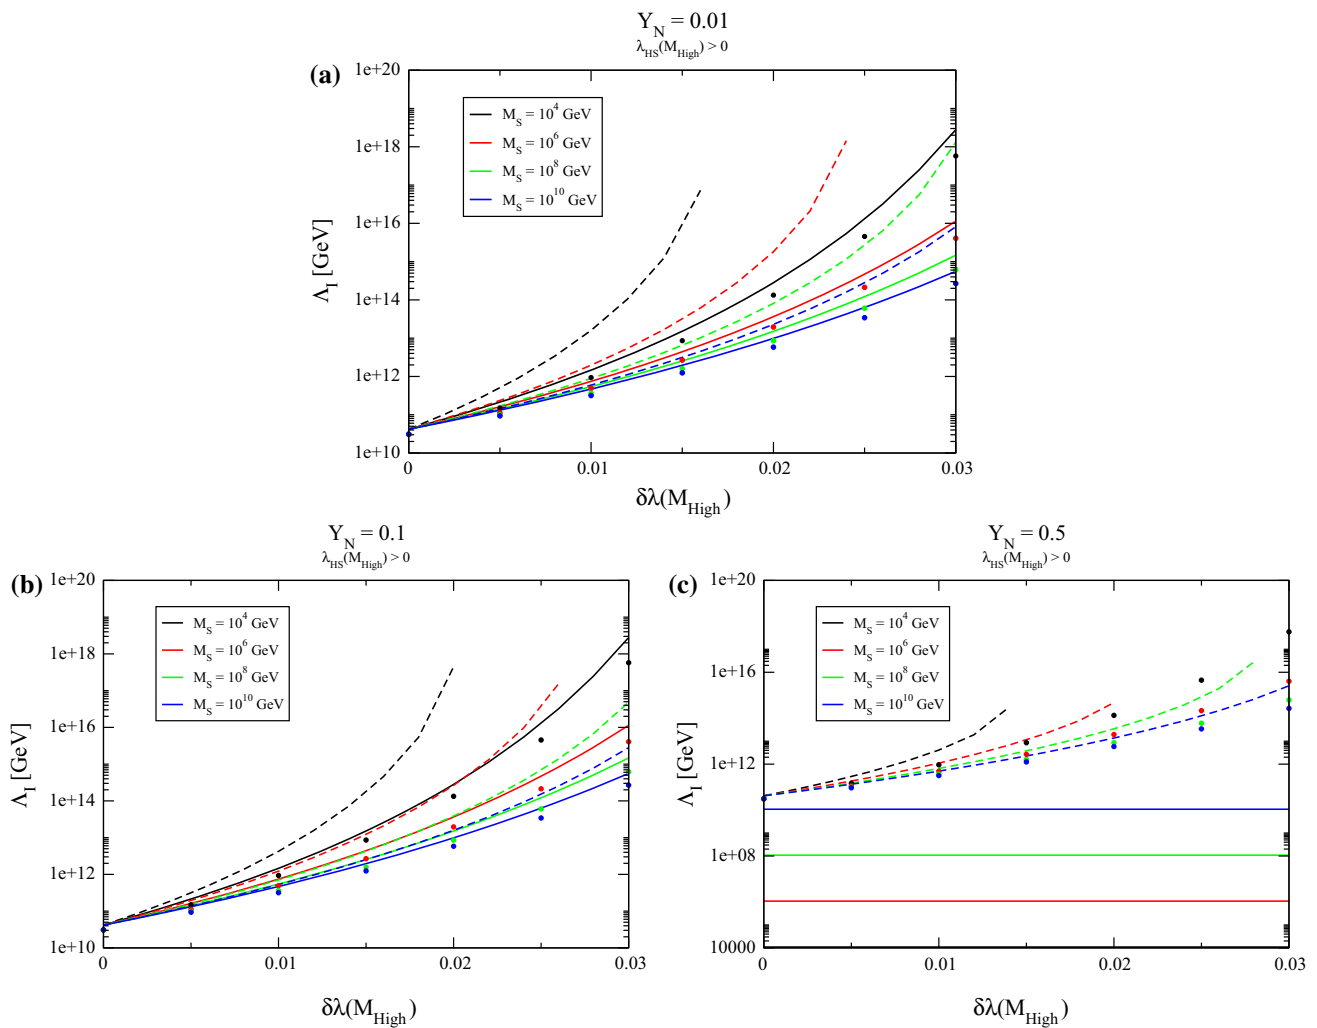 Y_N = 0.01
λ_HS(M_High) > 0
(a)
1e+20
1e+18
1e+16
1e+14
1e+12
1e+10
Λ_I [GeV]
M_S = 10^4 GeV
M_S = 10^6 GeV
M_S = 10^8 GeV
M_S = 10^10 GeV
0 0.01 0.02 0.03
δλ(M_High)
Y_N = 0.1
λ_HS(M_High) > 0
(b)
1e+20
1e+18
1e+16
1e+14
1e+12
1e+10
Λ_I [GeV]
M_S = 10^4 GeV
M_S = 10^6 GeV
M_S = 10^8 GeV
M_S = 10^10 GeV
0 0.01 0.02 0.03
δλ(M_High)
Y_N = 0.5
λ_HS(M_High) > 0
(c)
1e+20
1e+16
1e+12
1e+08
10000
Λ_I [GeV]
M_S = 10^4 GeV
M_S = 10^6 GeV
M_S = 10^8 GeV
M_S = 10^10 GeV
0 0.01 0.02 0.03
δλ(M_High)